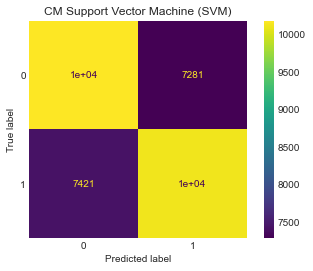 CM Support Vector Machine (SVM)
0 1e+04 7281 10000
9500
9000
True label
8500
1 7421 1e+04 8000
7500
0 1
Predicted label